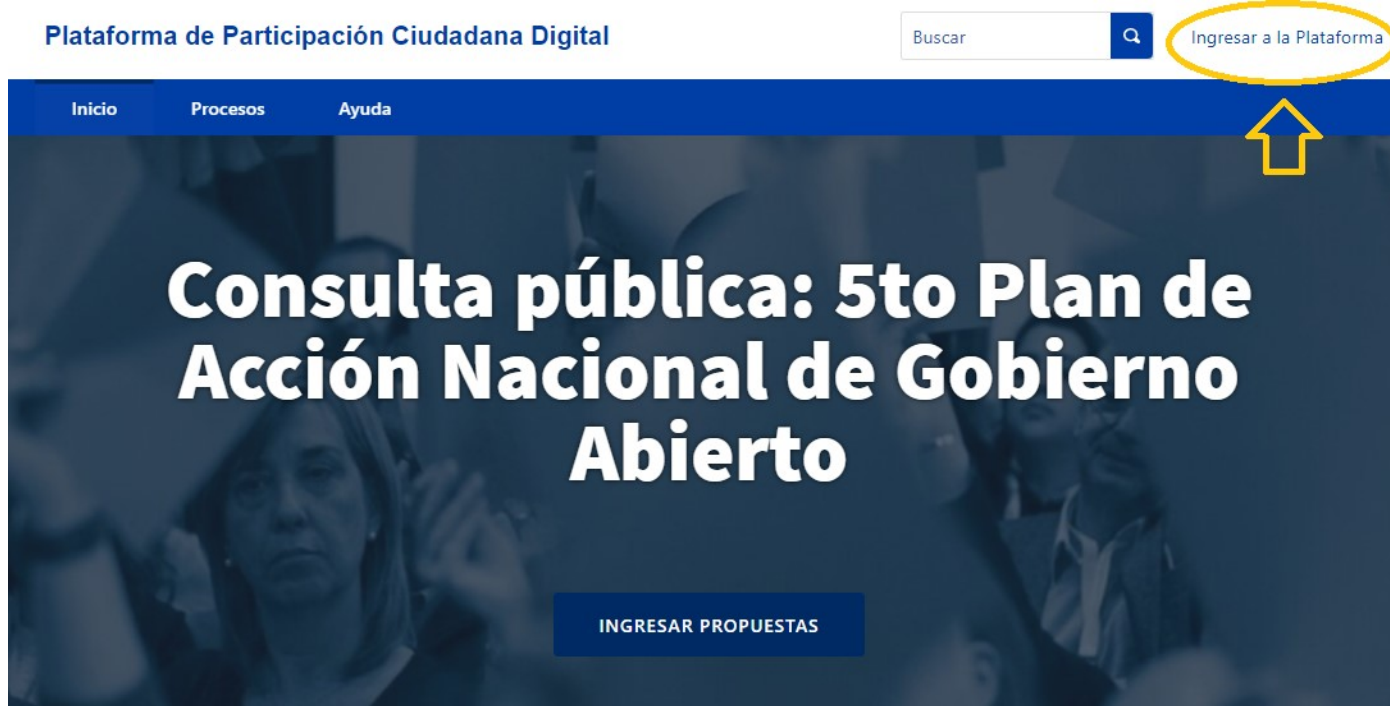 Plataforma de Participación Ciudadana Digital
Buscar
Ingresar a la Plataforma
Inicio Procesos Ayuda
Consulta pública: 5to Plan de
Acción Nacional de Gobierno
Abierto
INGRESAR PROPUESTAS